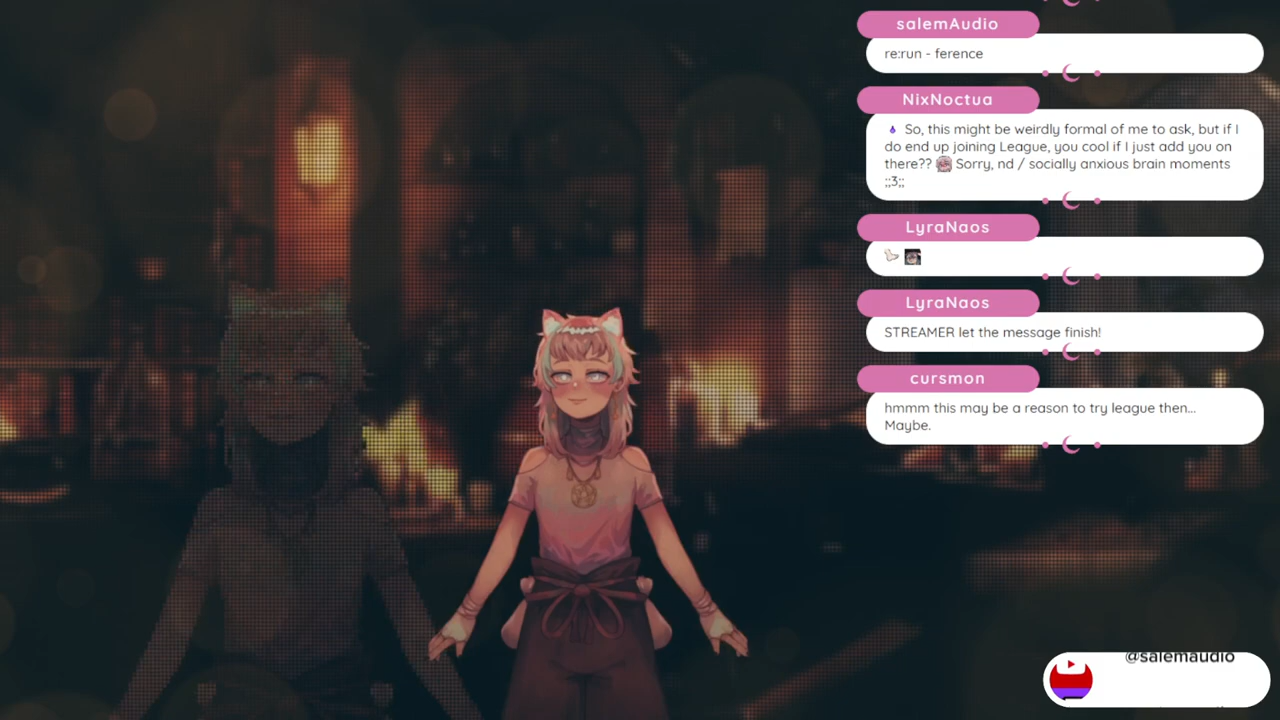 salemAudio
re:run - ference
NixNoctua
So, this might be weirdly formal of me to ask, but if I
do end up joining League, you cool if I just add you on
there?? Sorry, nd / socially anxious brain moments
;;3;;
LyraNaos
LyraNaos
STREAMER let the message finish!
cursmon
hmmm this may be a reason to try league then...
Maybe.
@salemaudio